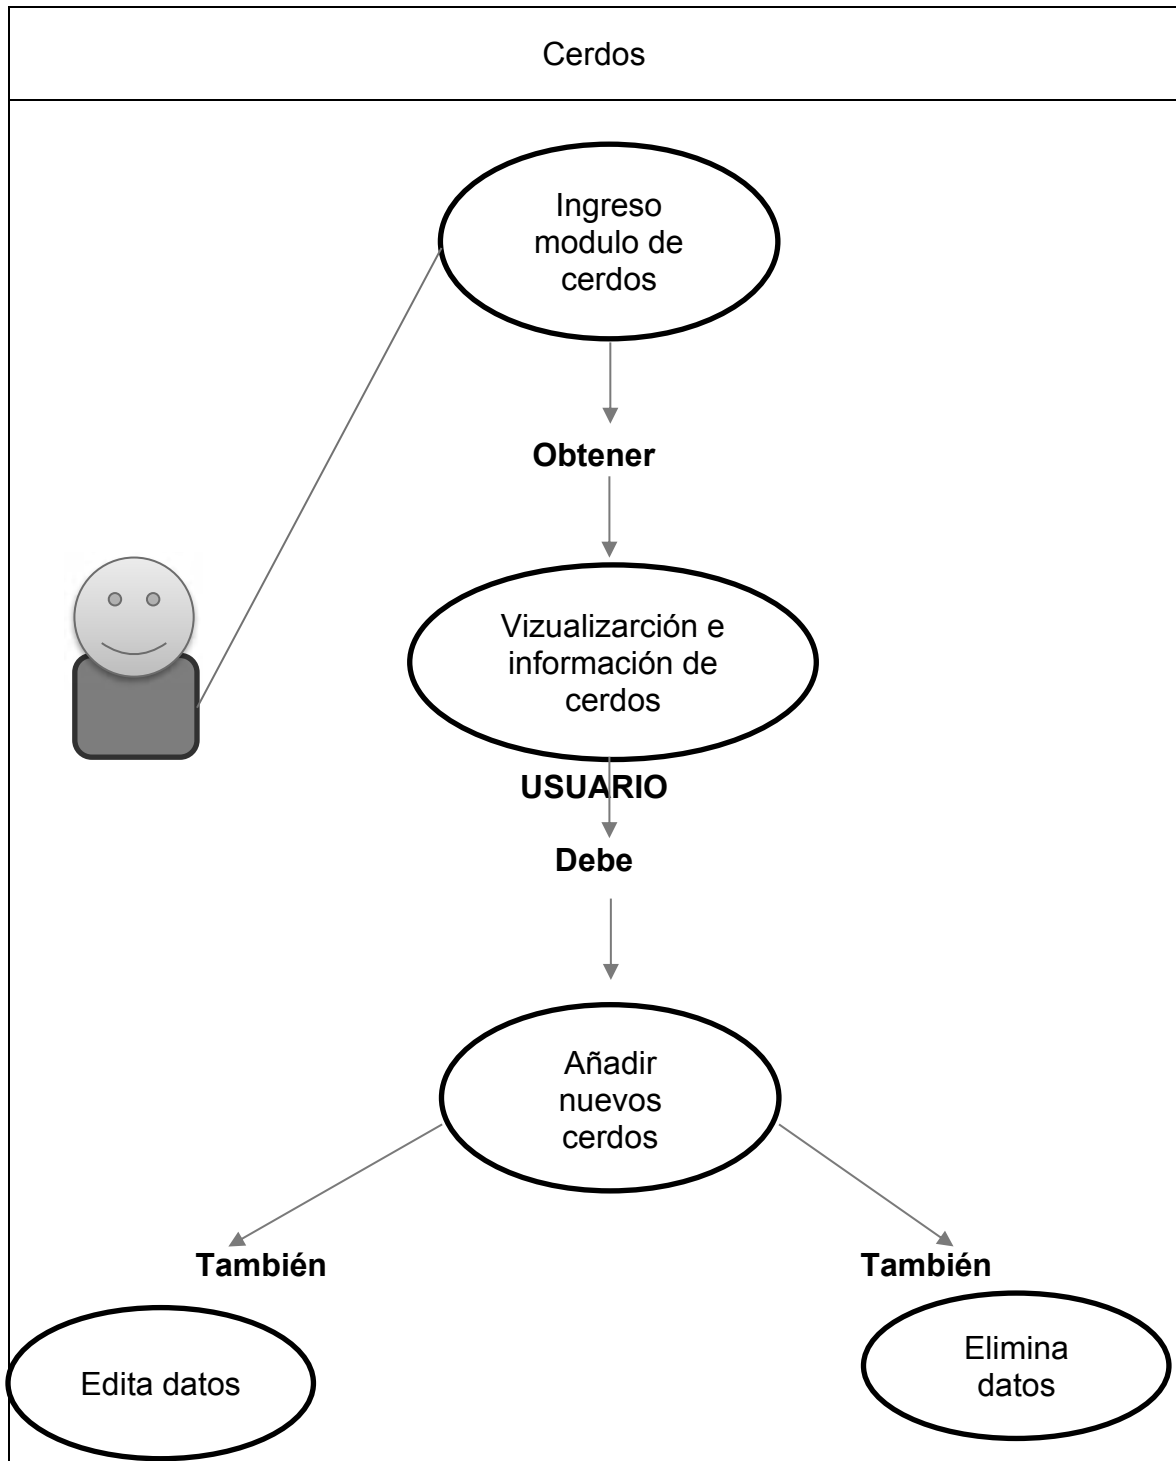 Cerdos
Ingreso
modulo de
cerdos
Obtener
Vizualizarción e
información de
cerdos
USUARIO
Debe
Añadir
nuevos
cerdos
También
También
Edita datos
Elimina
datos